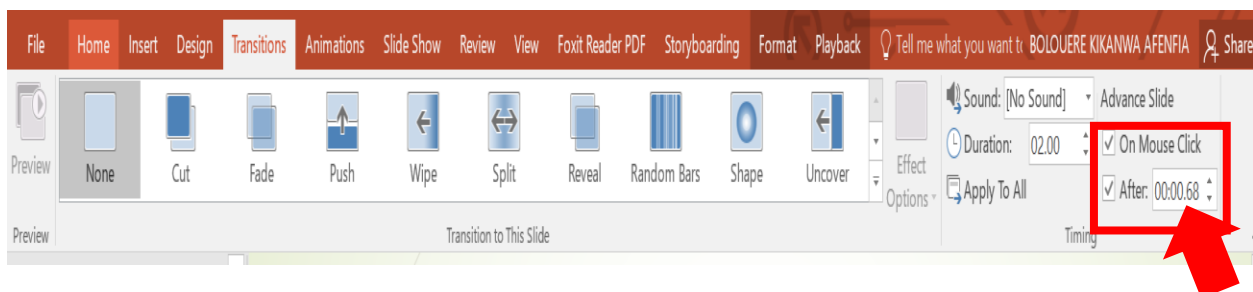 File Home Insert Design Transitions Animations Slide Show Review View Foxit Reader PDF Storyboarding Format Playback Tell me what you want to BOLOUERE KIKANWA AFENFIA Share
Sound: [No Sound] Advance Slide
Duration: 02.00 On Mouse Click
Preview None Cut Fade Push Wipe Split Reveal Random Bars Shape Uncover Effect Options
Apply To All After: 00:00.68
Preview Transition to This Slide Timing